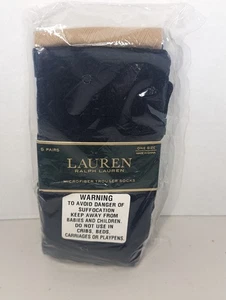 6 PAIRS
ONE SIZE
LAUREN
RALPH LAUREN
MICROFIBER TROUSER SOCKS
WARNING
TO AVOID DANGER OF
SUFFOCATION
KEEP AWAY FROM
BABIES AND CHILDREN.
DO NOT USE IN
CRIBS, BEDS,
CARRIAGES OR PLAYPENS